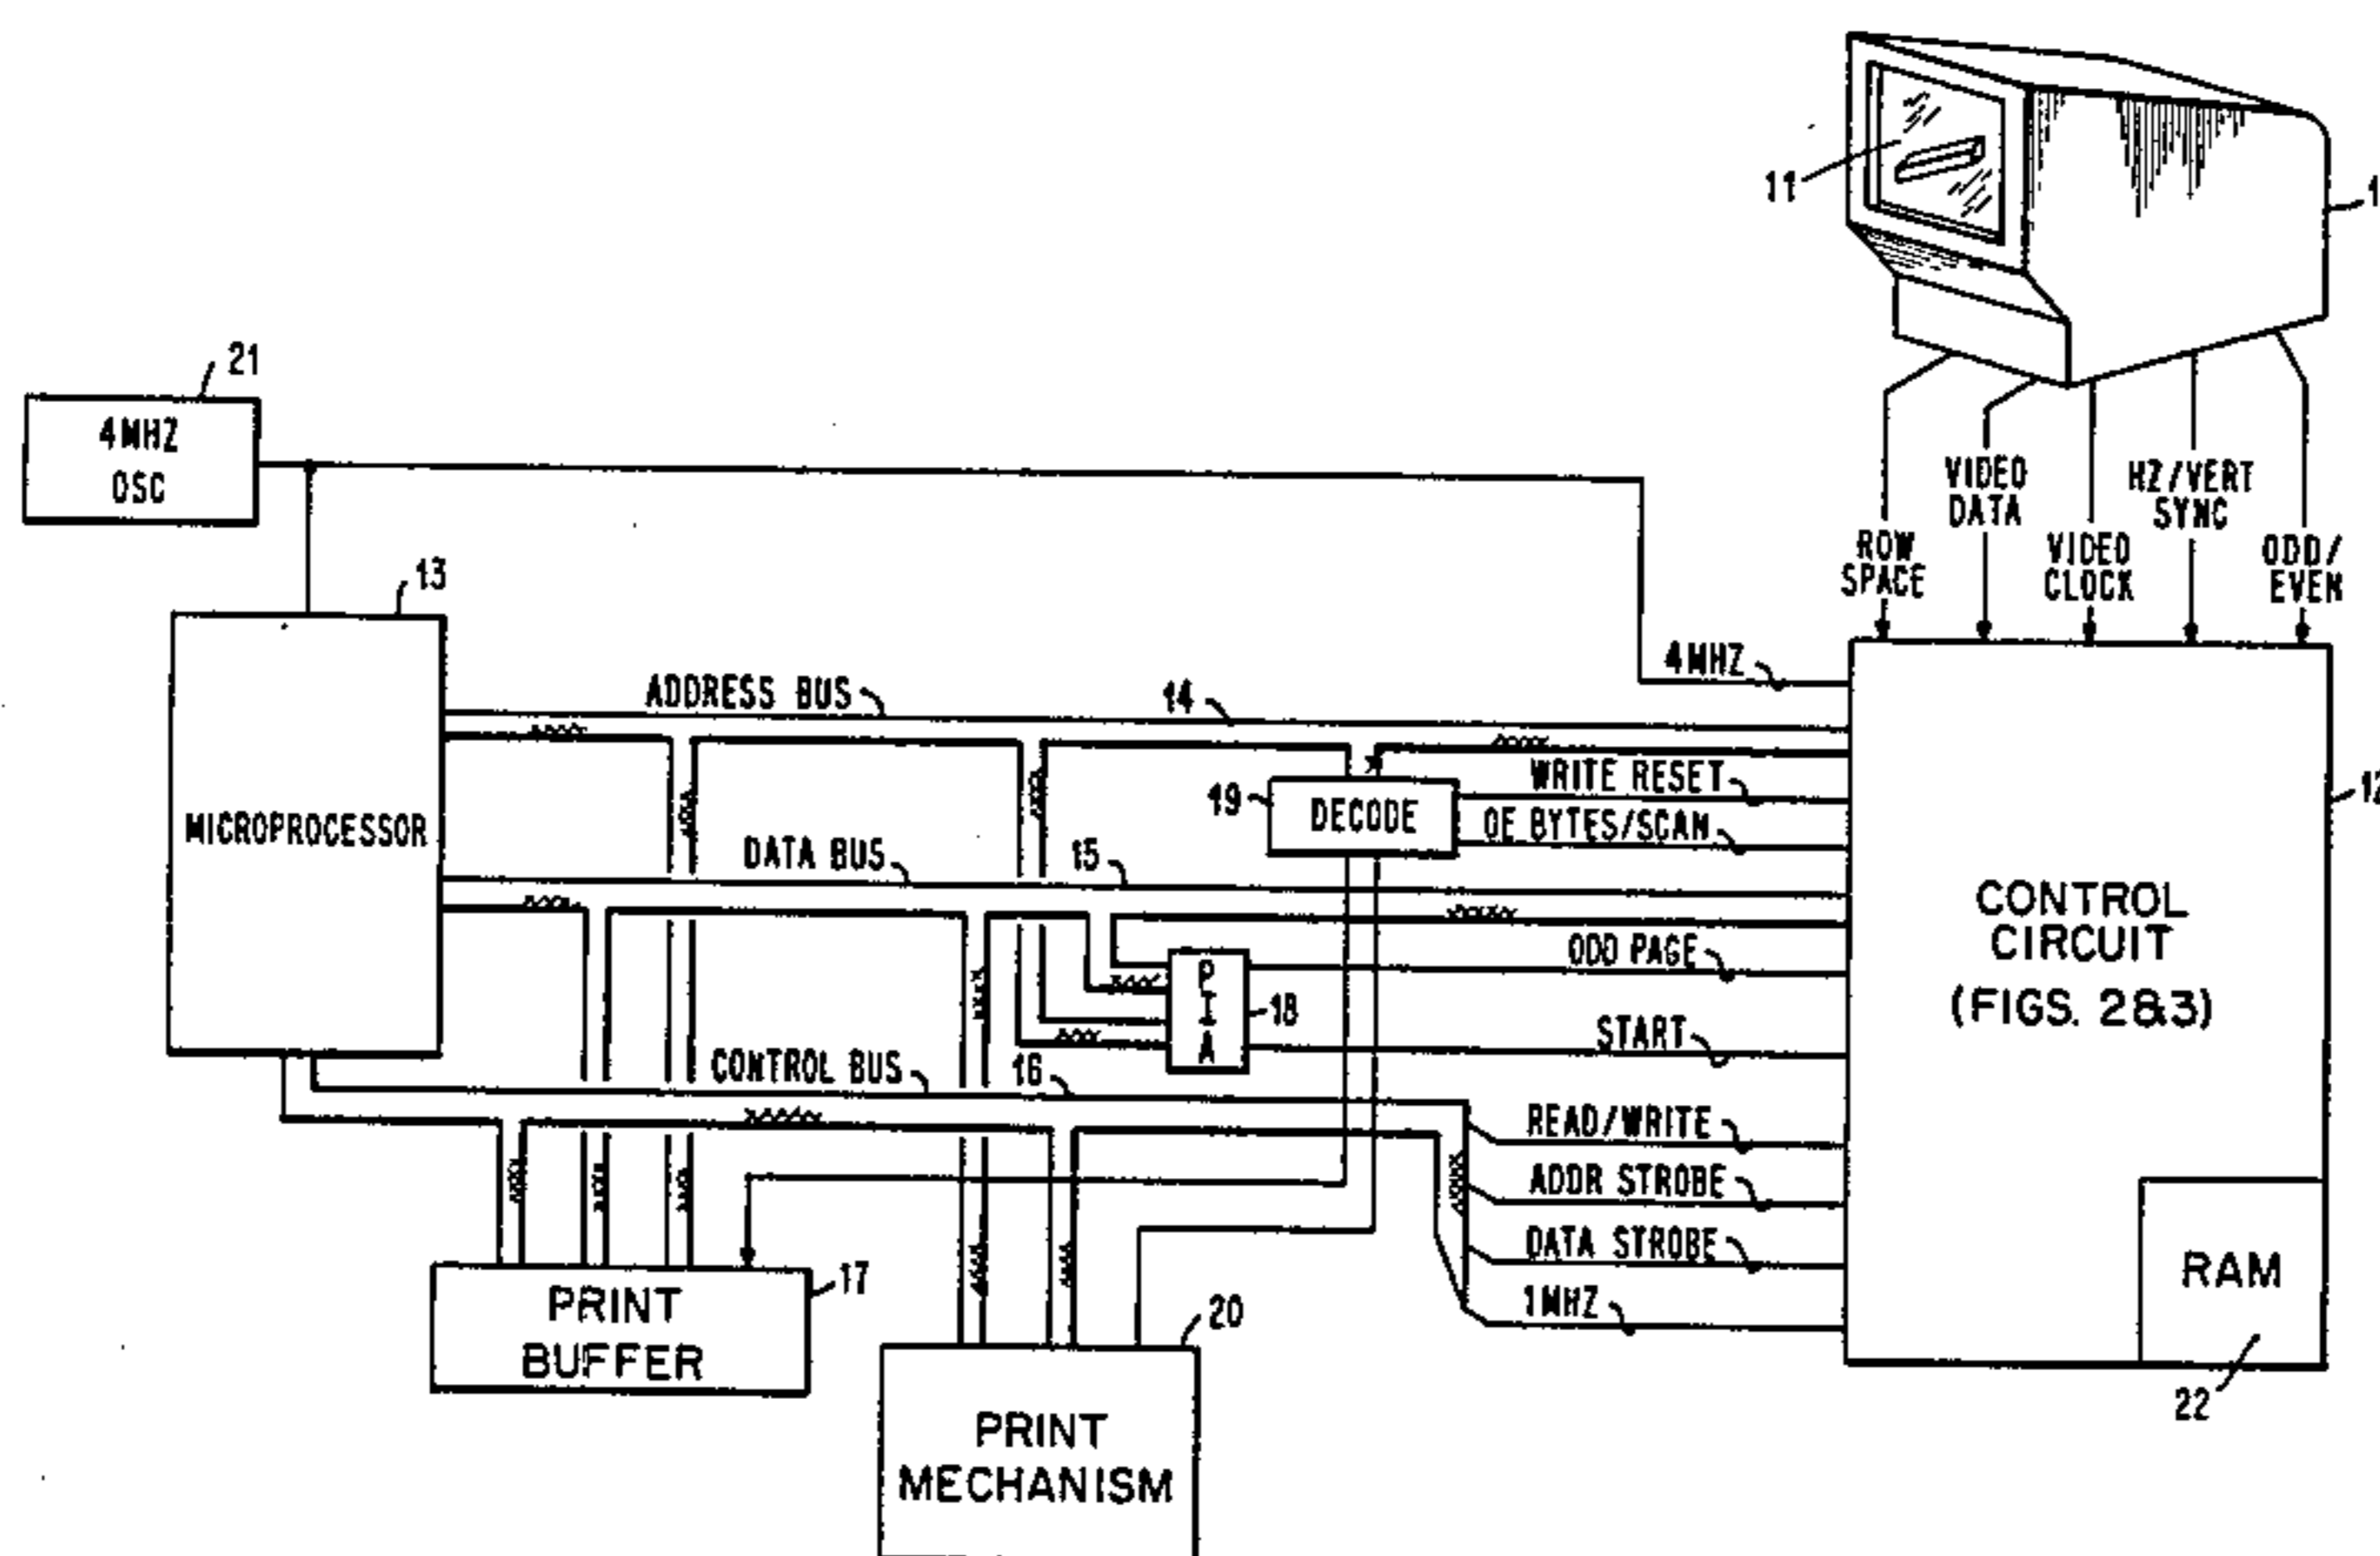 11
21
4MHZ
OSC
VIDEO
DATA
HZ/VERT
SYNC
ROW
SPACE
VIDEO
CLOCK
ODD/
EVEN
13
4MHZ
ADDRESS BUS
14
MICROPROCESSOR
WRITE RESET
12
19
DECODE
OE BYTES/SCAN
DATA BUS
15
CONTROL
CIRCUIT
(FIGS. 2&3)
ODD PAGE
PIA
18
START
CONTROL BUS
16
READ/WRITE
ADDR STROBE
DATA STROBE
1MHZ
RAM
22
PRINT
BUFFER
17
20
PRINT
MECHANISM